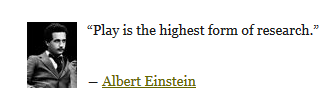 “Play is the highest form of research.”
― Albert Einstein